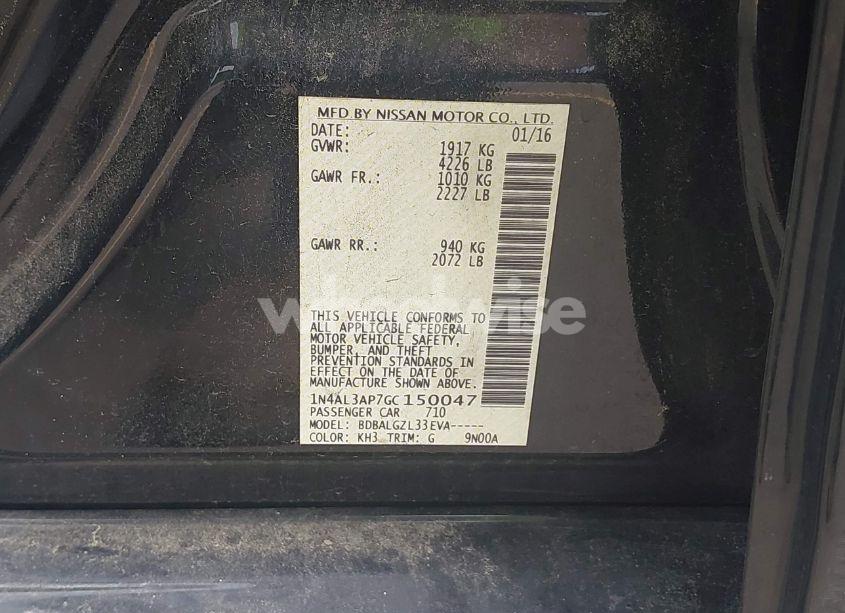 MFD BY NISSAN MOTOR CO., LTD.
DATE: 01/16
GVWR: 1917 KG
4226 LB
GAWR FR.: 1010 KG
2227 LB
GAWR RR.: 940 KG
2072 LB
wheelwise
THIS VEHICLE CONFORMS TO
ALL APPLICABLE FEDERAL
MOTOR VEHICLE SAFETY,
BUMPER, AND THEFT
PREVENTION STANDARDS IN
EFFECT ON THE DATE OF
MANUFACTURE SHOWN ABOVE.
1N4AL3AP7GC150047
PASSENGER CAR 710
MODEL: BDBALGZL33EVA-----
COLOR: KH3 TRIM: G 9N00A